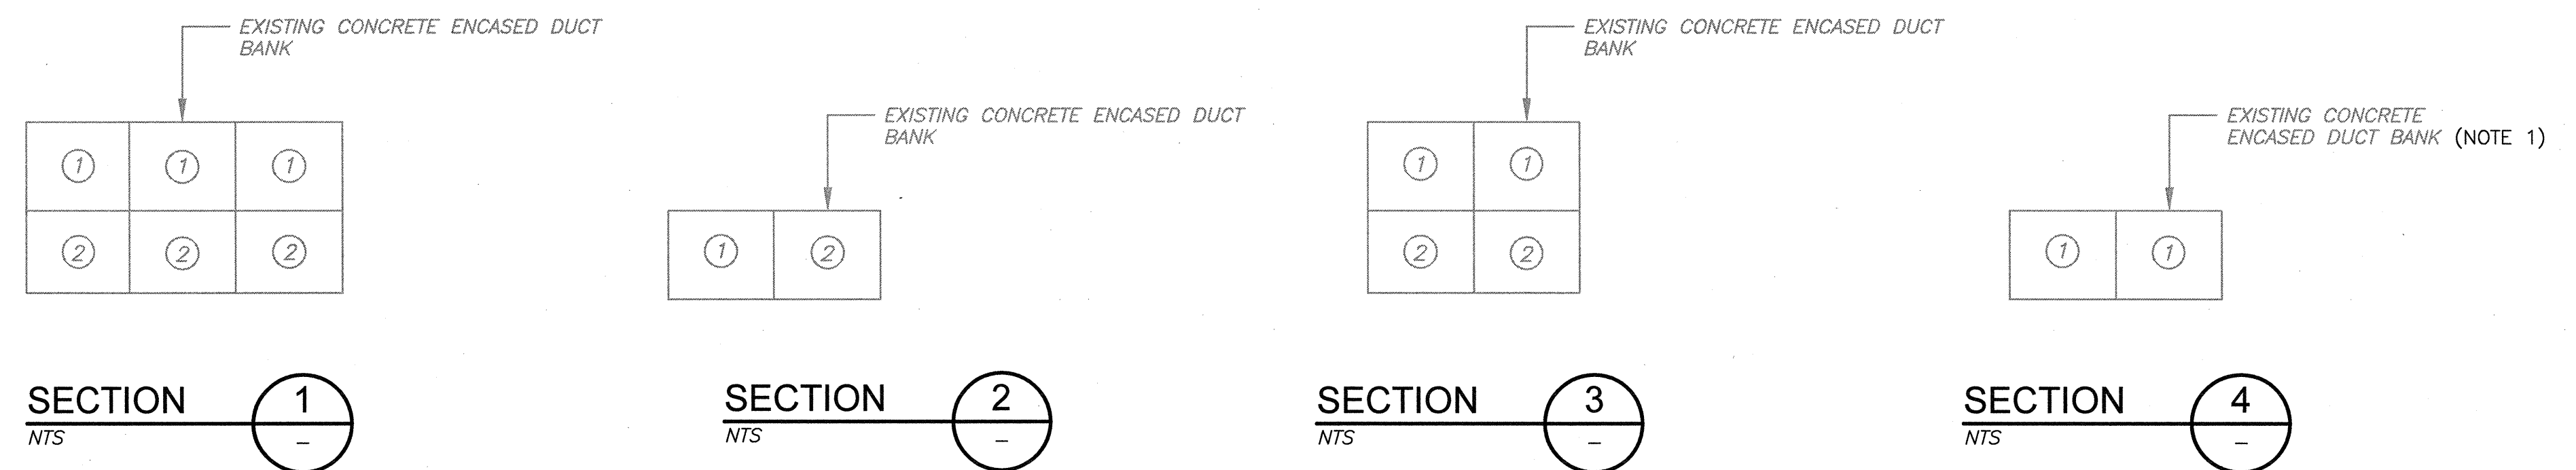 EXISTING CONCRETE ENCASED DUCT
BANK
① ① ①
② ② ②
SECTION 1
NTS –
EXISTING CONCRETE ENCASED DUCT
BANK
① ②
SECTION 2
NTS –
EXISTING CONCRETE ENCASED DUCT
BANK
① ①
② ②
SECTION 3
NTS –
EXISTING CONCRETE
ENCASED DUCT BANK (NOTE 1)
① ①
SECTION 4
NTS –